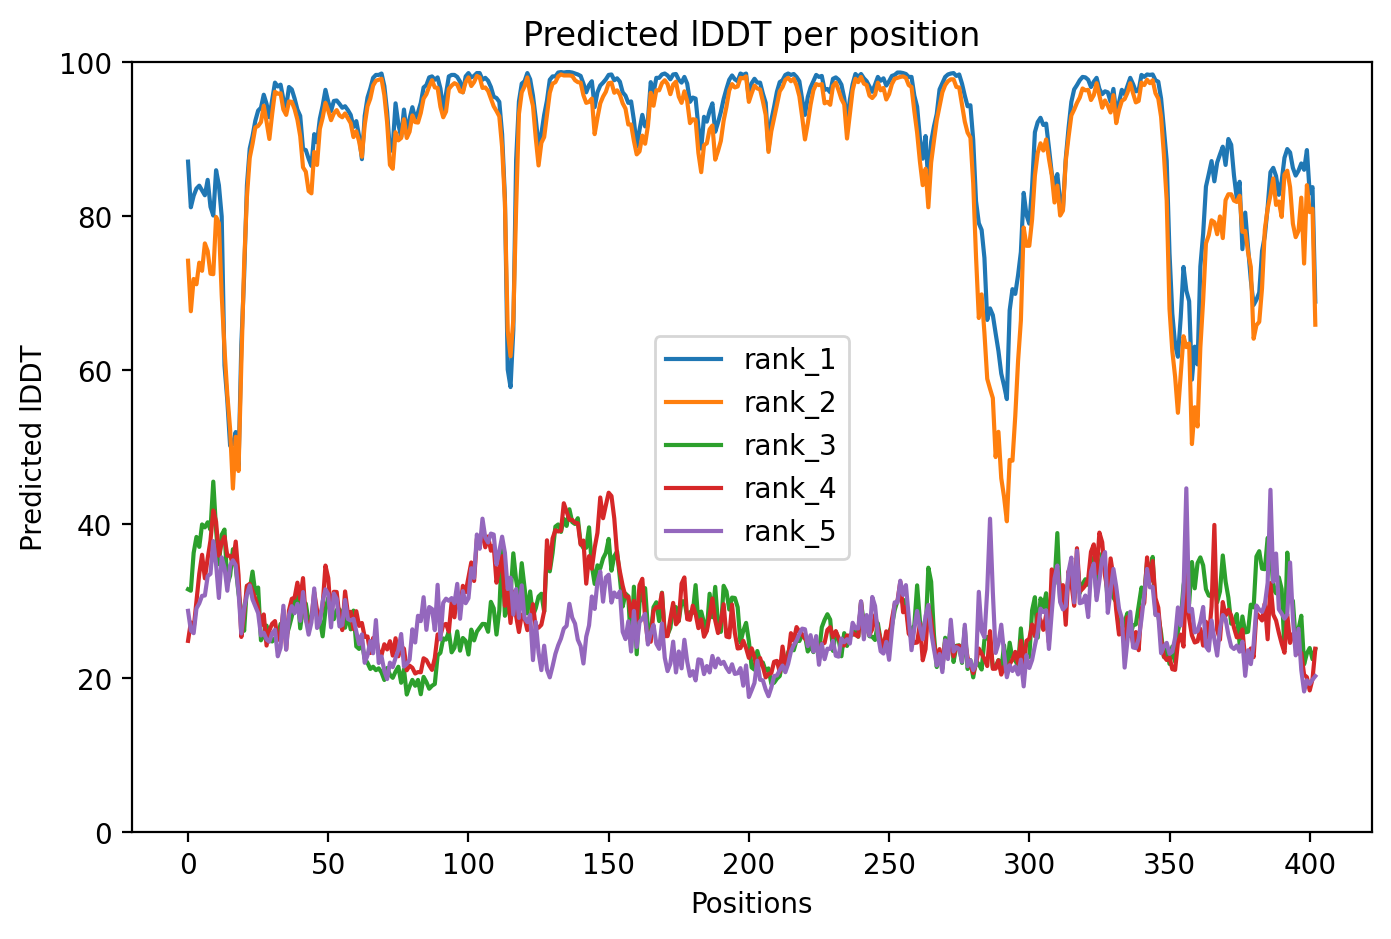 Predicted lDDT per position
Predicted lDDT
100
80
60
40
20
0
rank_1
rank_2
rank_3
rank_4
rank_5
0 50 100 150 200 250 300 350 400
Positions